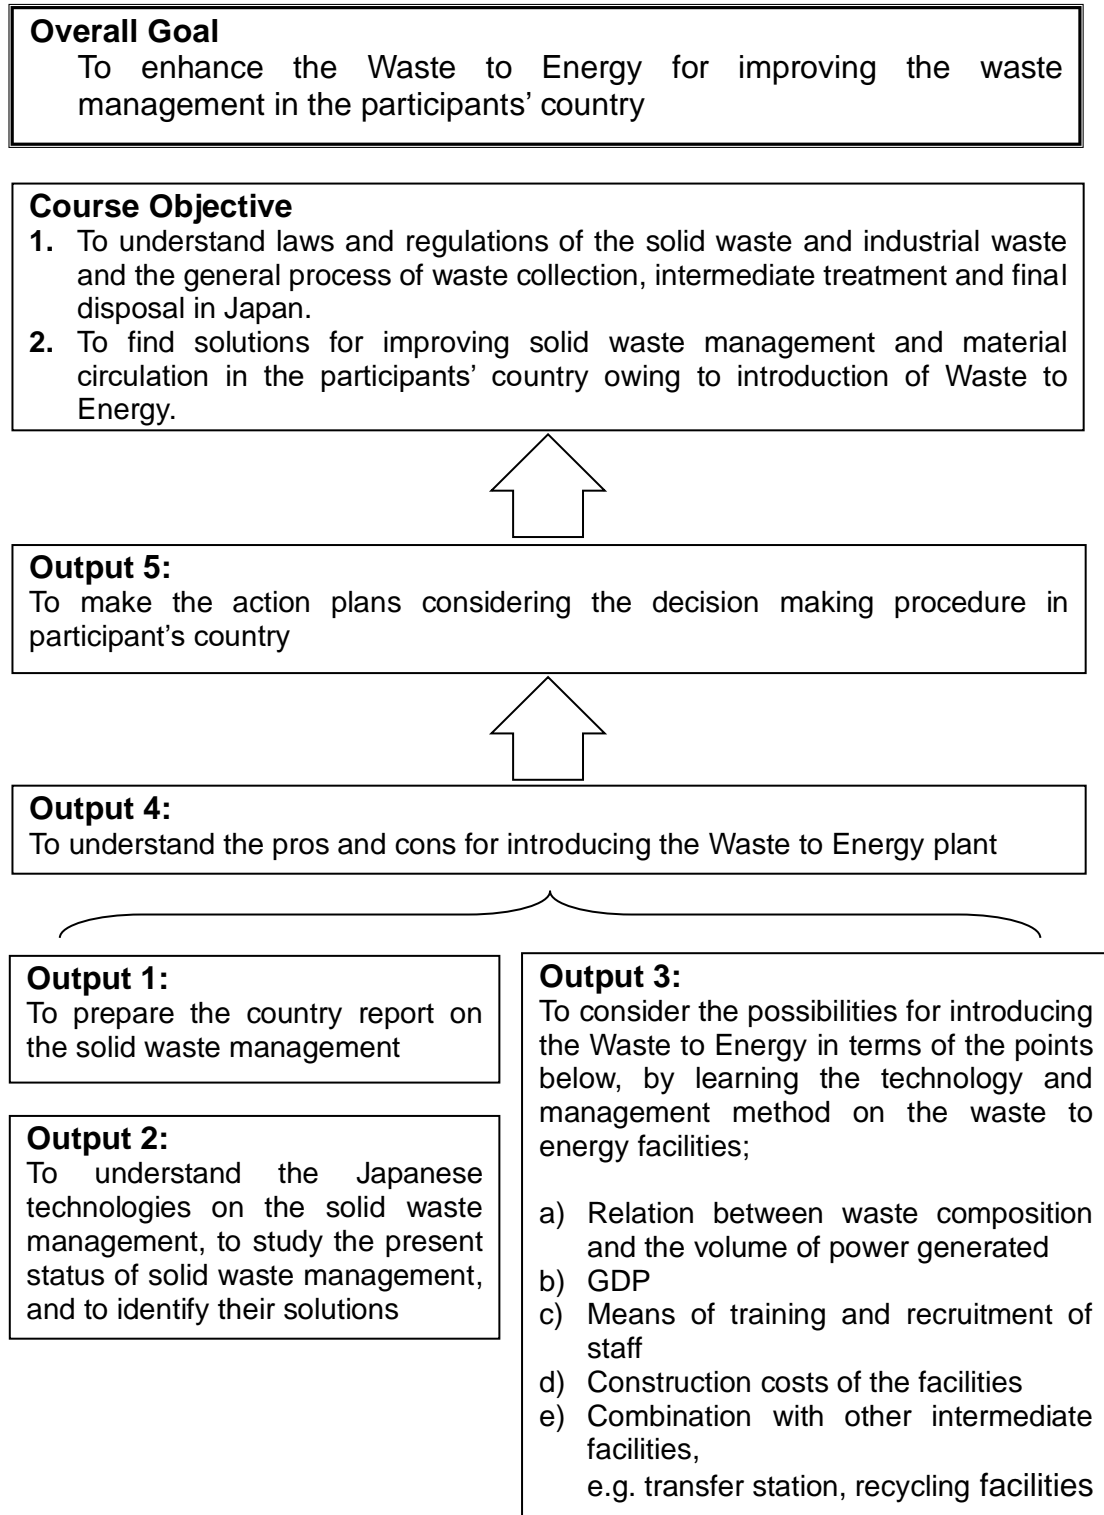 Overall Goal
To enhance the Waste to Energy for improving the waste
management in the participants’ country
Course Objective
1. To understand laws and regulations of the solid waste and industrial waste
and the general process of waste collection, intermediate treatment and final
disposal in Japan.
2. To find solutions for improving solid waste management and material
circulation in the participants’ country owing to introduction of Waste to
Energy.
Output 5:
To make the action plans considering the decision making procedure in
participant’s country
Output 4:
To understand the pros and cons for introducing the Waste to Energy plant
Output 1:
To prepare the country report on
the solid waste management
Output 2:
To understand the Japanese
technologies on the solid waste
management, to study the present
status of solid waste management,
and to identify their solutions
Output 3:
To consider the possibilities for introducing
the Waste to Energy in terms of the points
below, by learning the technology and
management method on the waste to
energy facilities;
a) Relation between waste composition
and the volume of power generated
b) GDP
c) Means of training and recruitment of
staff
d) Construction costs of the facilities
e) Combination with other intermediate
facilities,
e.g. transfer station, recycling facilities